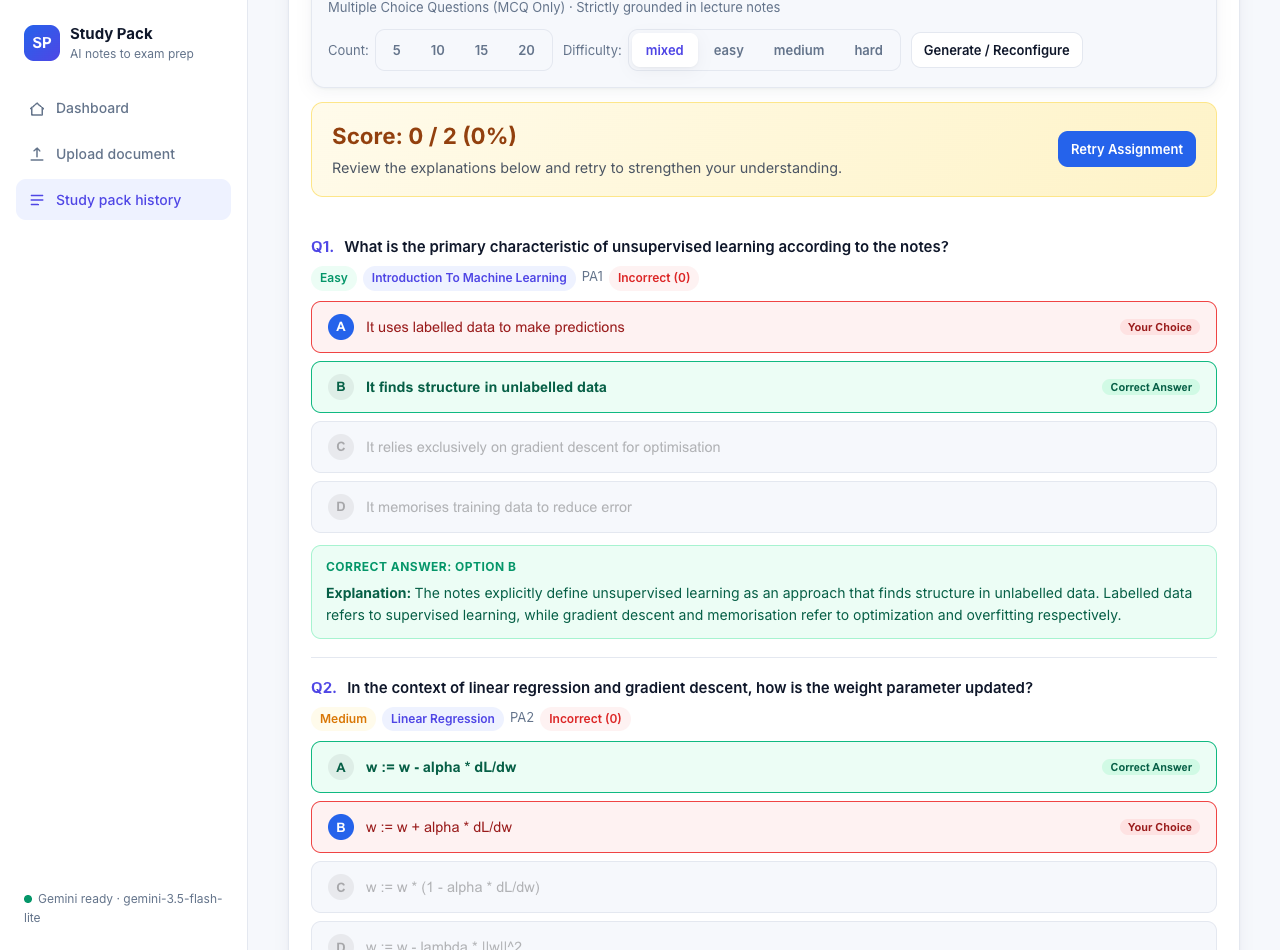 SP
Study Pack
AI notes to exam prep
Dashboard
Upload document
Study pack history
Gemini ready · gemini-3.5-flash-
lite
Multiple Choice Questions (MCQ Only) · Strictly grounded in lecture notes
Count: 5 10 15 20 Difficulty: mixed easy medium hard Generate / Reconfigure
Score: 0 / 2 (0%)
Review the explanations below and retry to strengthen your understanding.
Retry Assignment
Q1. What is the primary characteristic of unsupervised learning according to the notes?
Easy Introduction To Machine Learning PA1 Incorrect (0)
A It uses labelled data to make predictions Your Choice
B It finds structure in unlabelled data Correct Answer
C It relies exclusively on gradient descent for optimisation
D It memorises training data to reduce error
CORRECT ANSWER: OPTION B
Explanation: The notes explicitly define unsupervised learning as an approach that finds structure in unlabelled data. Labelled data
refers to supervised learning, while gradient descent and memorisation refer to optimization and overfitting respectively.
Q2. In the context of linear regression and gradient descent, how is the weight parameter updated?
Medium Linear Regression PA2 Incorrect (0)
A w := w - alpha * dL/dw Correct Answer
B w := w + alpha * dL/dw Your Choice
C w := w * (1 - alpha * dL/dw)
D w := w - lambda * ||w||^2